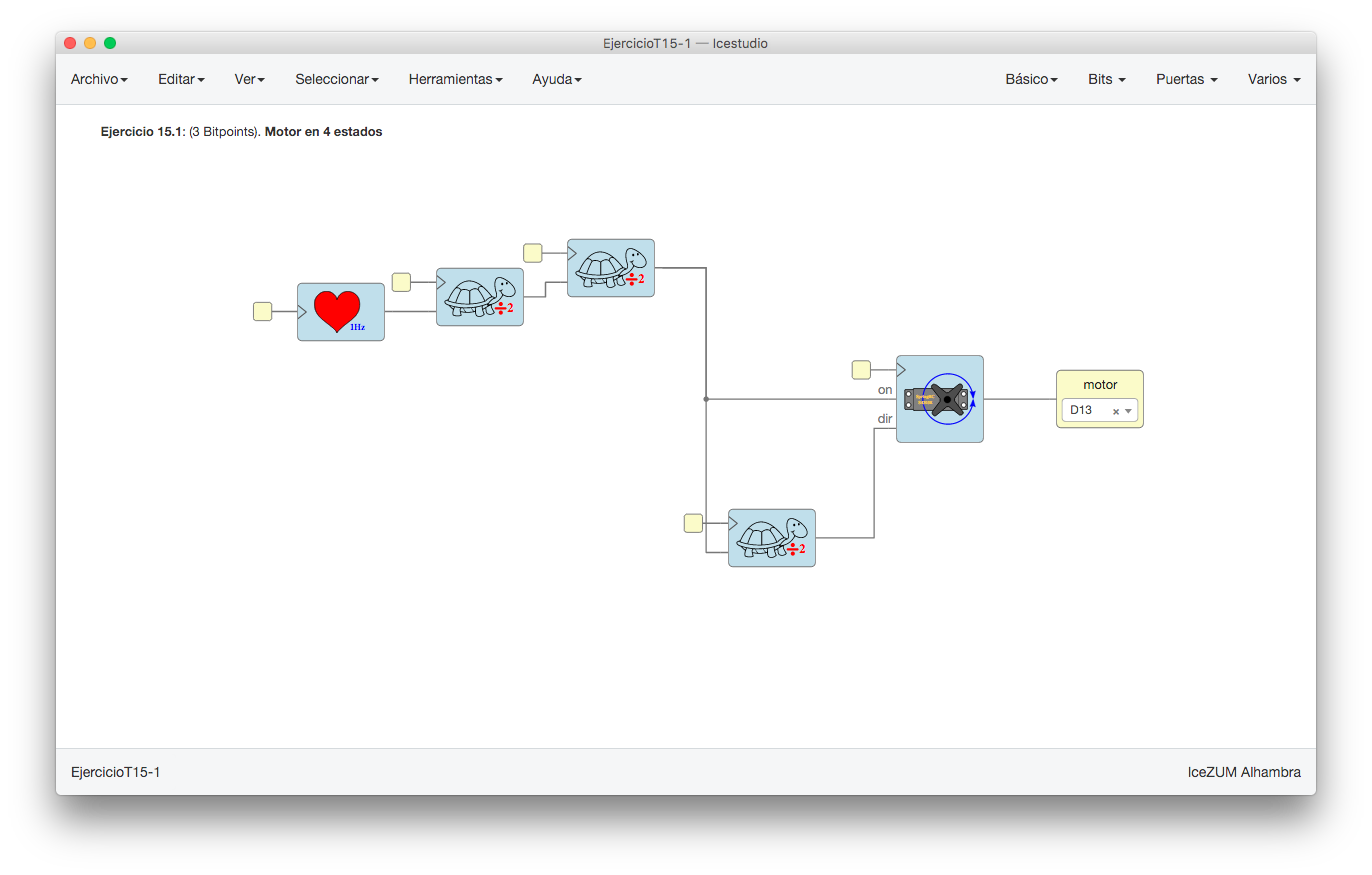 EjercicioT15-1 — Icestudio
Archivo Editar Ver Seleccionar Herramientas Ayuda Básico Bits Puertas Varios
Ejercicio 15.1: (3 Bitpoints). Motor en 4 estados
÷2
÷2
1Hz
on
dir
motor
D13
÷2
EjercicioT15-1
IceZUM Alhambra